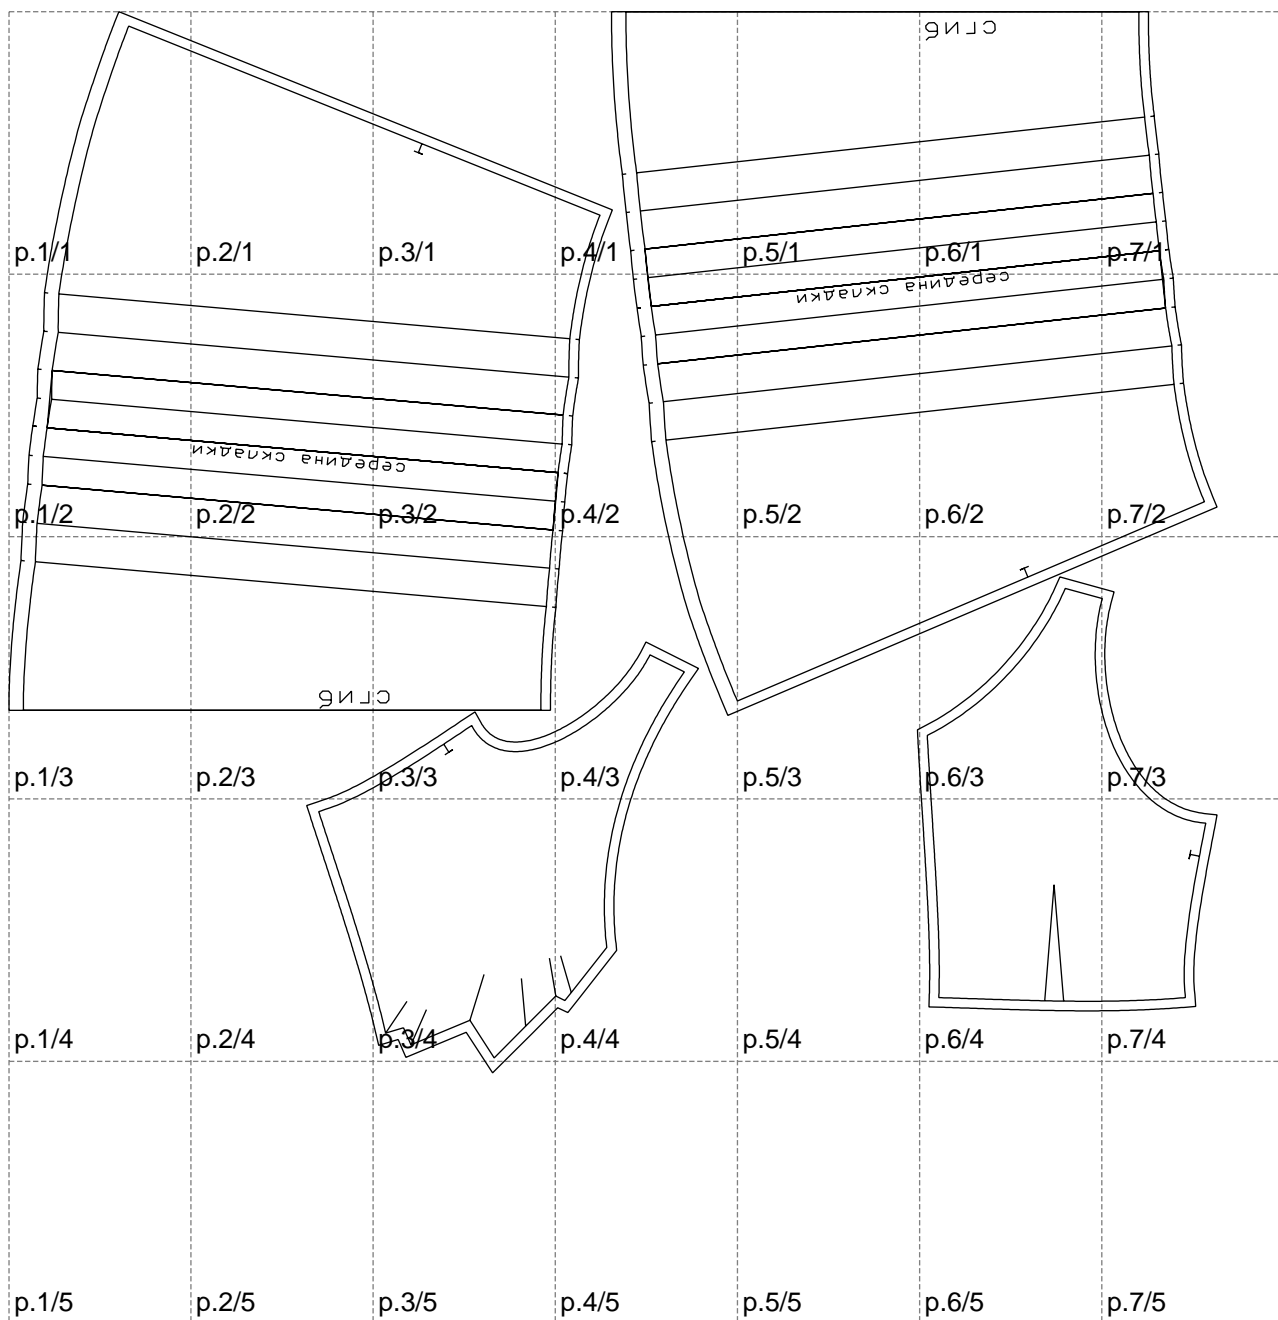 сгиб
p.1/1
p.2/1
p.3/1
p.4/1
p.5/1
p.6/1
p.7/1
середина складки
середина складки
p.1/2
p.2/2
p.3/2
p.4/2
p.5/2
p.6/2
p.7/2
сгиб
p.1/3
p.2/3
p.3/3
p.4/3
p.5/3
p.6/3
p.7/3
p.1/4
p.2/4
p.3/4
p.4/4
p.5/4
p.6/4
p.7/4
p.1/5
p.2/5
p.3/5
p.4/5
p.5/5
p.6/5
p.7/5